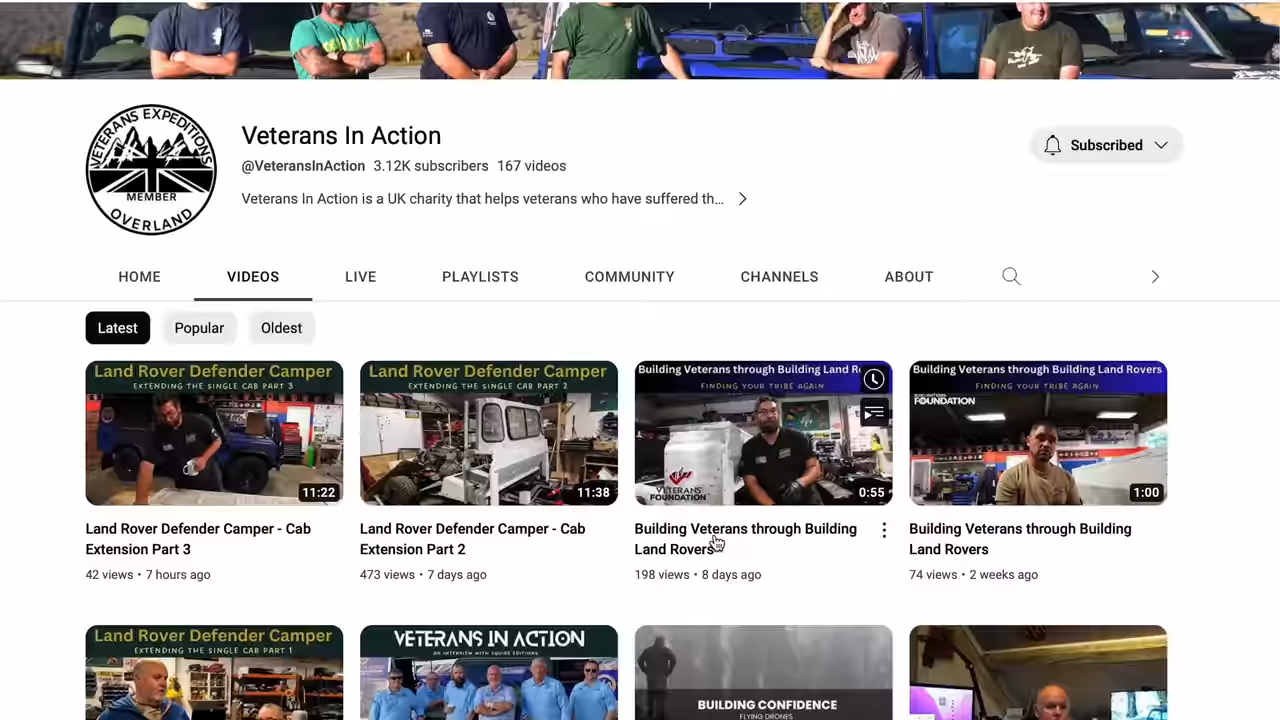 VETERANS EXPEDITIONS
MEMBER
OVERLAND
Veterans In Action
@VeteransInAction 3.12K subscribers 167 videos
Veterans In Action is a UK charity that helps veterans who have suffered th…
Subscribed
HOME VIDEOS LIVE PLAYLISTS COMMUNITY CHANNELS ABOUT
Latest Popular Oldest
Land Rover Defender Camper
EXTENDING THE SINGLE CAB PART 3
11:22
Land Rover Defender Camper - Cab
Extension Part 3
42 views • 7 hours ago
Land Rover Defender Camper
EXTENDING THE SINGLE CAB PART 2
11:38
Land Rover Defender Camper - Cab
Extension Part 2
473 views • 7 days ago
Building Veterans through Building Land R
FINDING YOUR TRIBE AGAIN
VETERANS
FOUNDATION
0:55
Building Veterans through Building
Land Rovers
198 views • 8 days ago
Building Veterans through Building Land Rovers
FINDING YOUR TRIBE AGAIN
FOUNDATION
1:00
Building Veterans through Building
Land Rovers
74 views • 2 weeks ago
Land Rover Defender Camper
EXTENDING THE SINGLE CAB PART 1
VETERANS IN ACTION
AN INTERVIEW WITH SQUIRE EDITIONS
BUILDING CONFIDENCE
FLYING DRONES